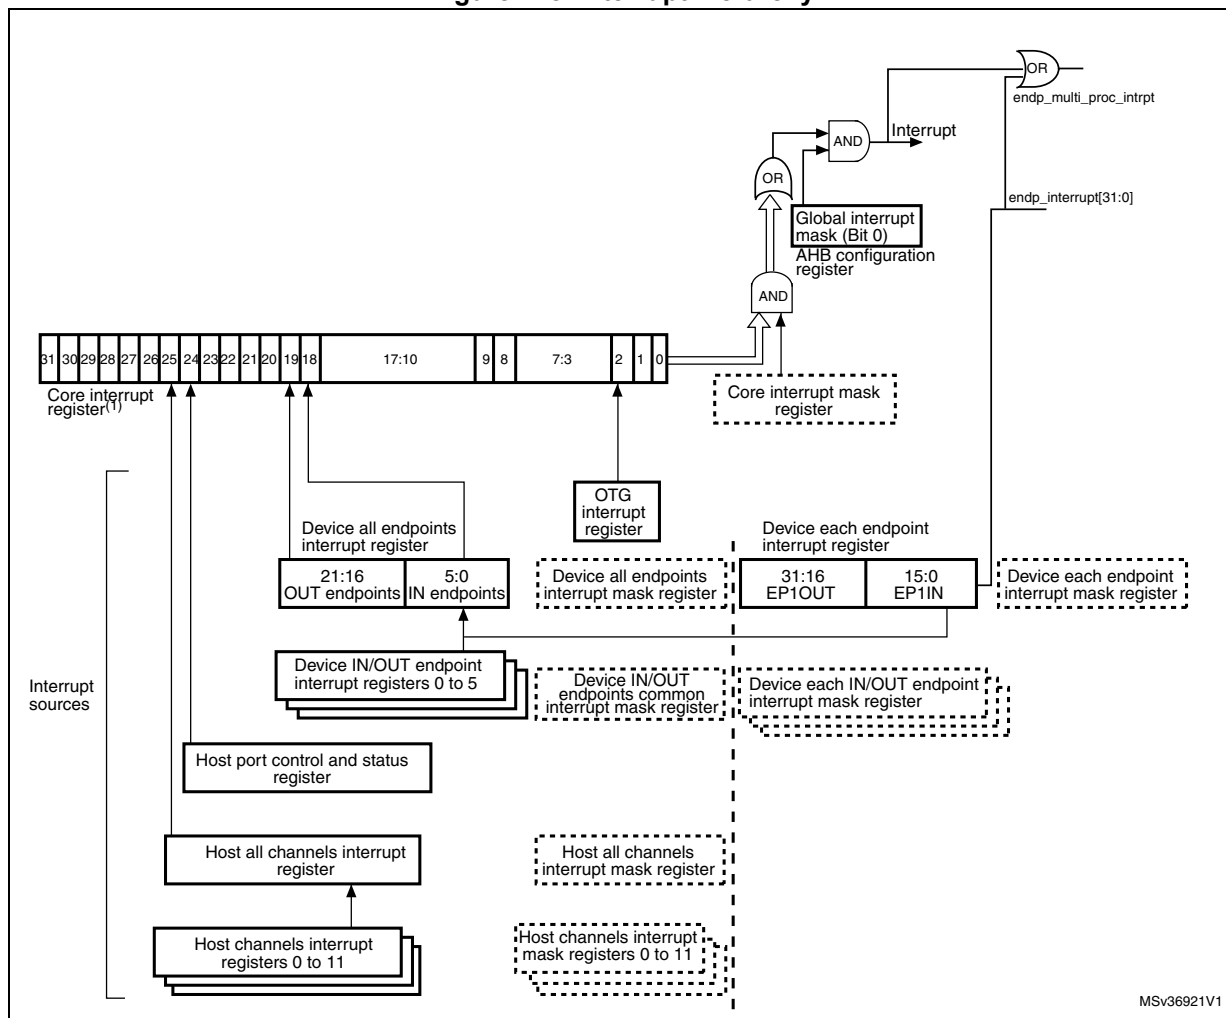 OR
endp_multi_proc_intrpt
AND
Interrupt
OR
endp_interrupt[31:0]
Global interrupt
mask (Bit 0)
AHB configuration
register
AND
31 30 29 28 27 26 25 24 23 22 21 20 19 18 17:10 9 8 7:3 2 1 0
Core interrupt
register(1)
Core interrupt mask
register
OTG
interrupt
register
Device all endpoints
interrupt register
Device each endpoint
interrupt register
21:16
OUT endpoints
5:0
IN endpoints
Device all endpoints
interrupt mask register
31:16
EP1OUT
15:0
EP1IN
Device each endpoint
interrupt mask register
Device IN/OUT endpoint
interrupt registers 0 to 5
Device IN/OUT
endpoints common
interrupt mask register
Device each IN/OUT endpoint
interrupt mask register
Interrupt
sources
Host port control and status
register
Host all channels interrupt
register
Host all channels
interrupt mask register
Host channels interrupt
registers 0 to 11
Host channels interrupt
mask registers 0 to 11
MSv36921V1